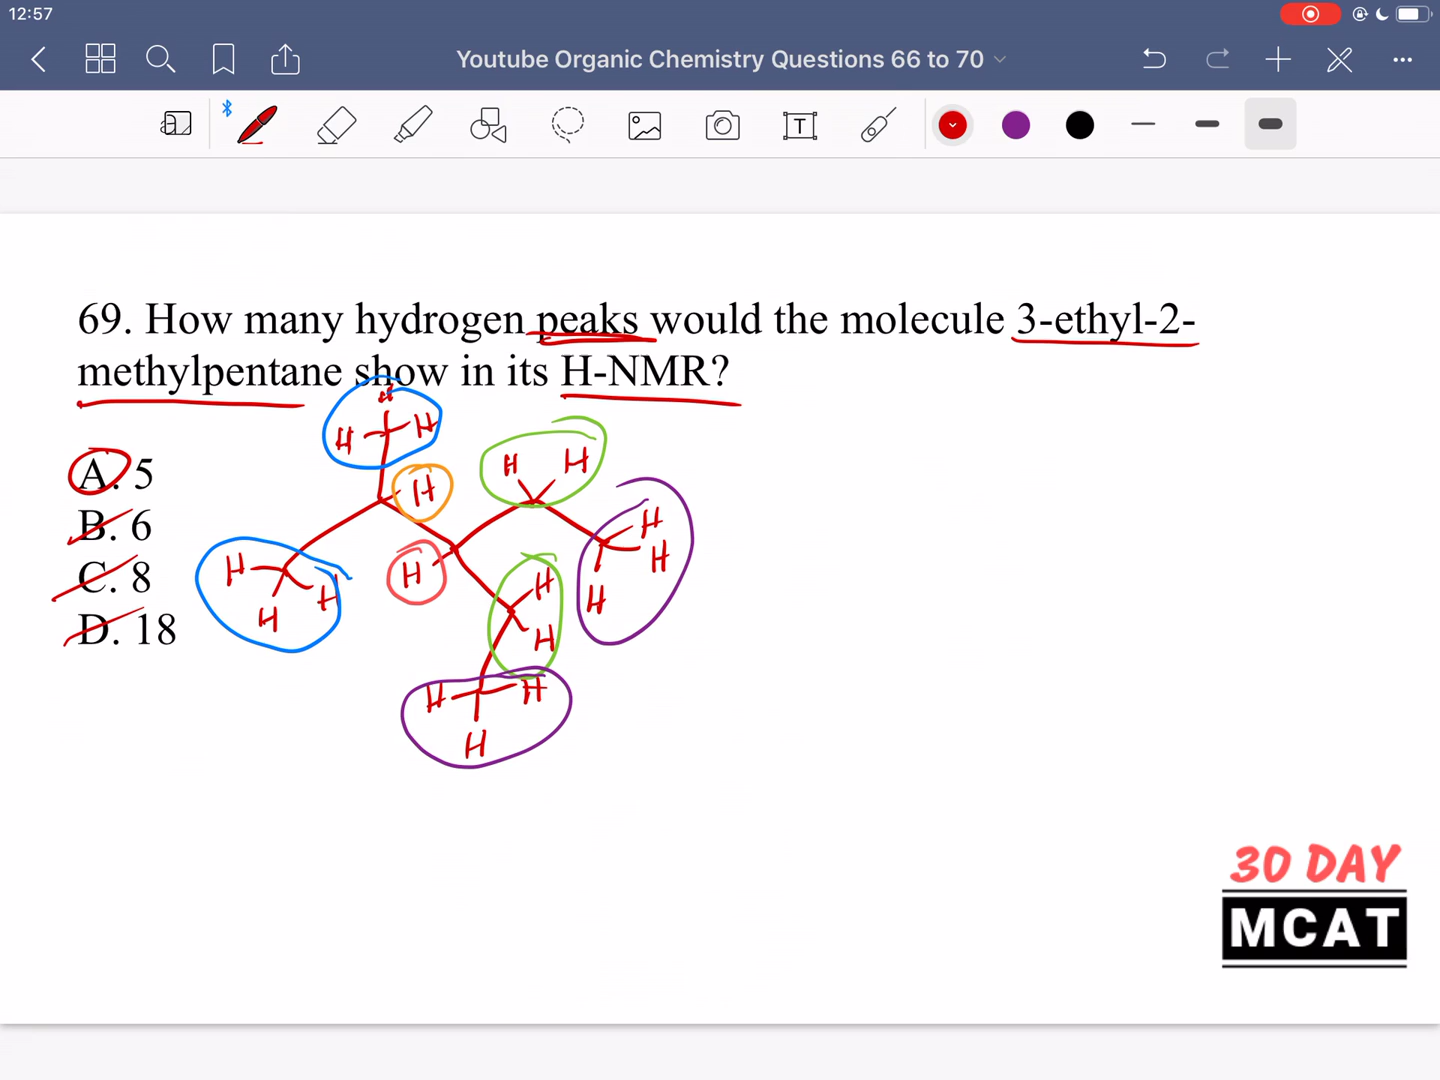 12:57
Youtube Organic Chemistry Questions 66 to 70
T
69. How many hydrogen peaks would the molecule 3-ethyl-2-
methylpentane show in its H-NMR?
A. 5
B. 6
C. 8
D. 18
H
H H
H
H H
H
H H
H
H
H
H
H
H
H
H H
H
30 DAY
MCAT